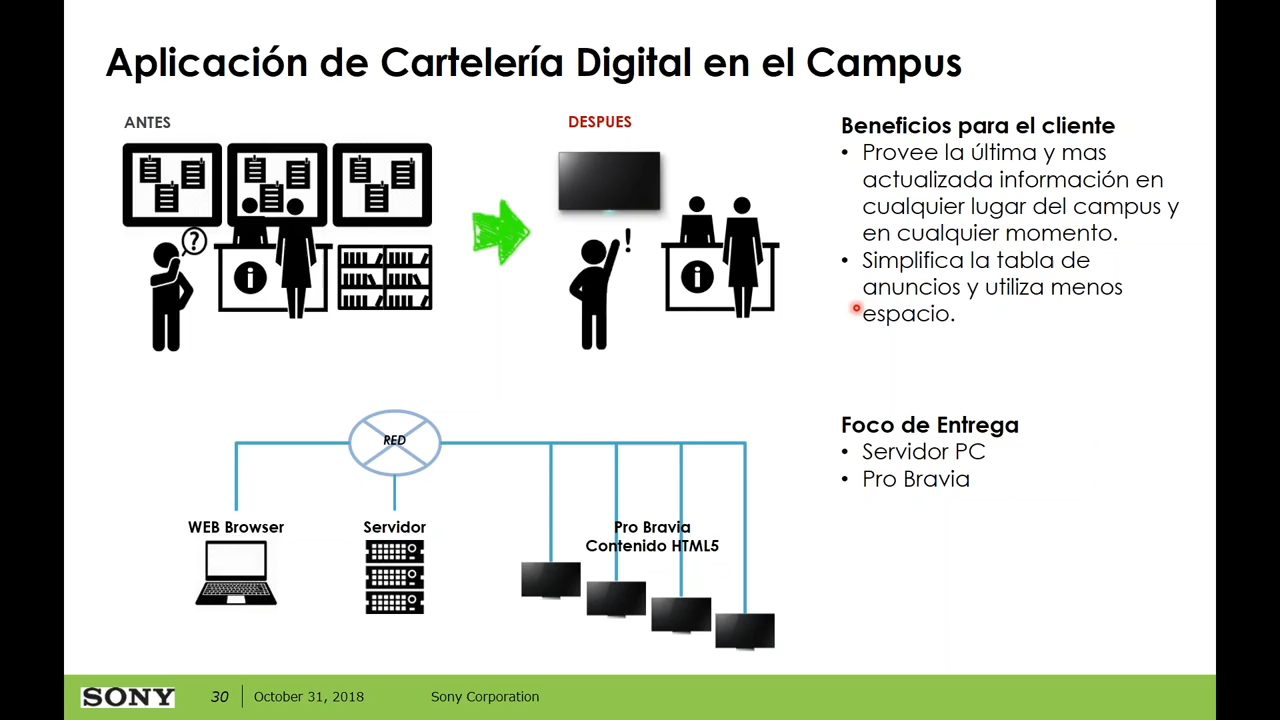 Aplicación de Cartelería Digital en el Campus
ANTES
DESPUES
?
i
!
i
Beneficios para el cliente
• Provee la última y mas
actualizada información en
cualquier lugar del campus y
en cualquier momento.
• Simplifica la tabla de
anuncios y utiliza menos
espacio.
RED
WEB Browser
Servidor
Pro Bravia
Contenido HTML5
Foco de Entrega
• Servidor PC
• Pro Bravia
SONY
30
October 31, 2018
Sony Corporation